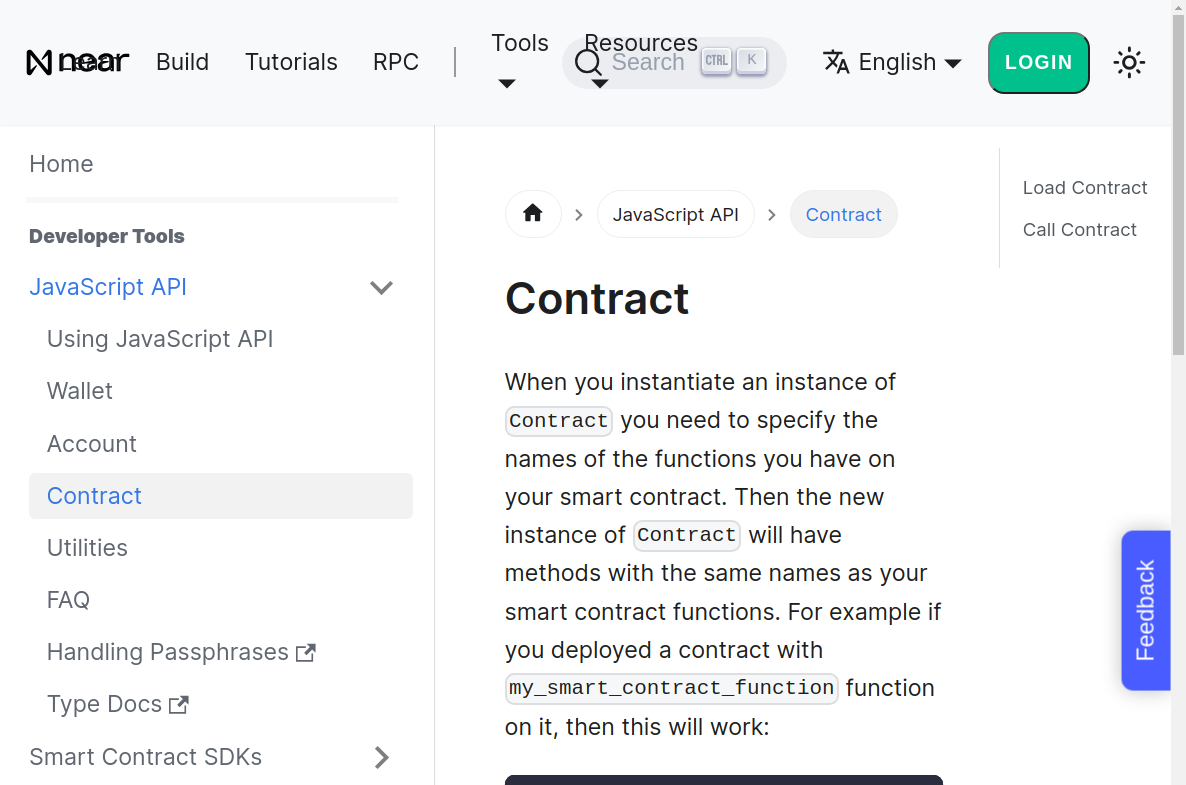 near
Learn
Build
Tutorials
RPC
Tools
Resources
Search
CTRL
K
English
LOGIN
Home
Developer Tools
JavaScript API
Using JavaScript API
Wallet
Account
Contract
Utilities
FAQ
Handling Passphrases
Type Docs
Smart Contract SDKs
JavaScript API
Contract
Contract
When you instantiate an instance of
Contract you need to specify the
names of the functions you have on
your smart contract. Then the new
instance of Contract will have
methods with the same names as your
smart contract functions. For example if
you deployed a contract with
my_smart_contract_function function
on it, then this will work:
Load Contract
Call Contract
Feedback